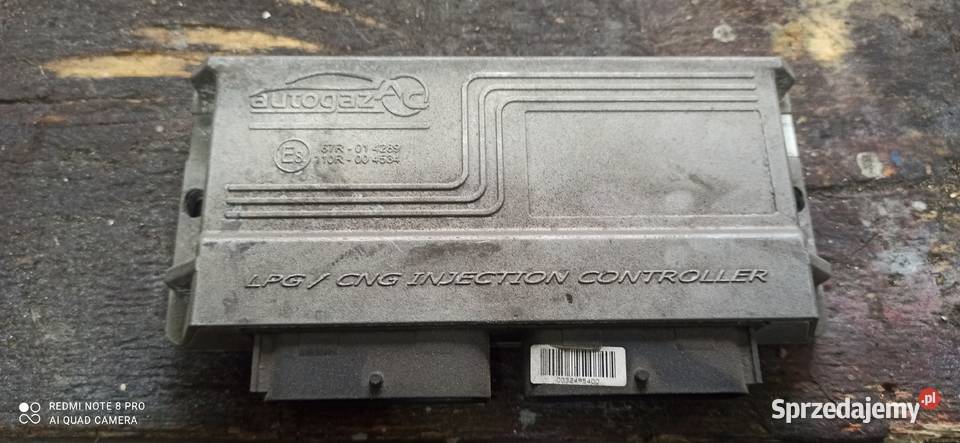 autogaz AC
E8
67R - 01 4289
110R - 00 4534
LPG / CNG INJECTION CONTROLLER
REDMI NOTE 8 PRO
AI QUAD CAMERA
Sprzedajemy.pl